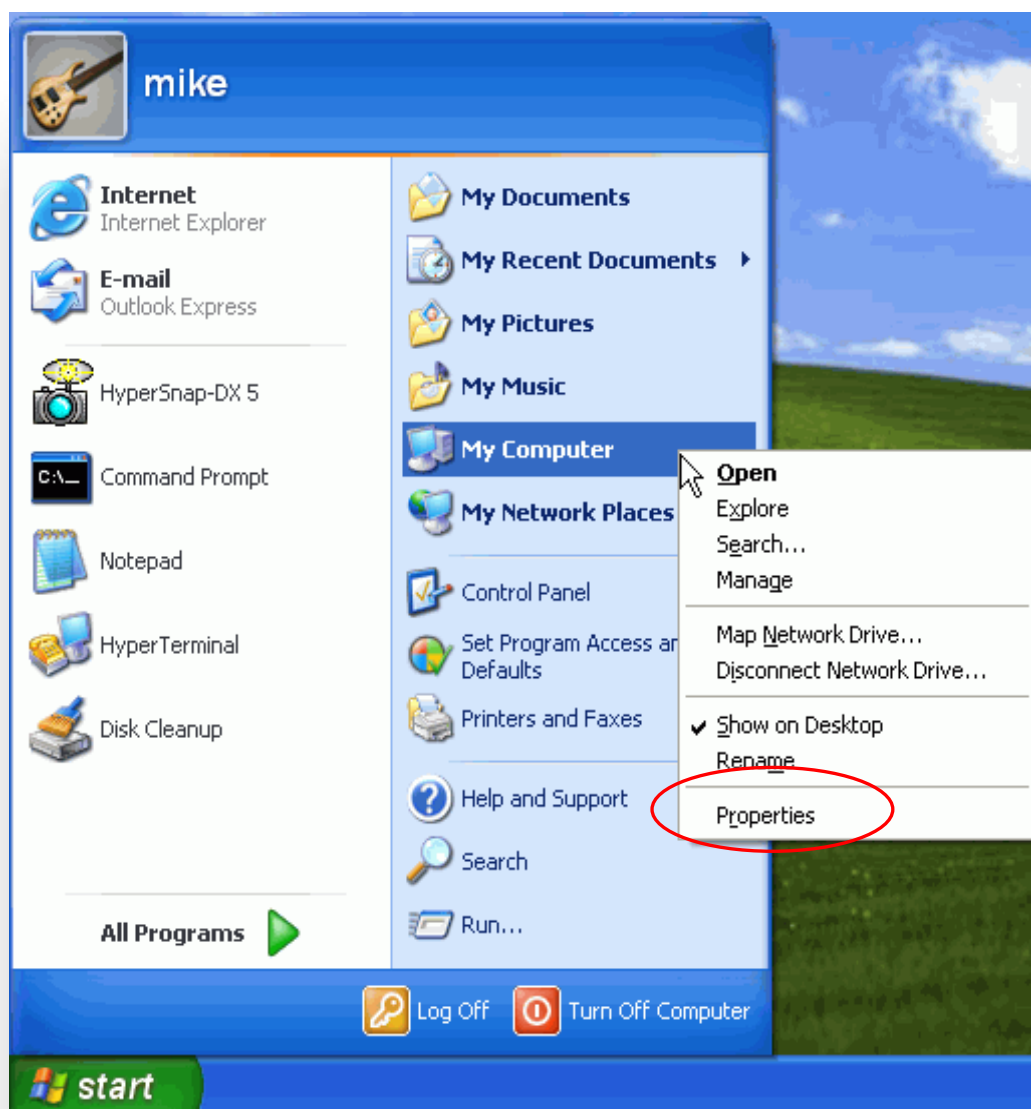 mike
Internet
Internet Explorer
E-mail
Outlook Express
HyperSnap-DX 5
C:\_
Command Prompt
Notepad
HyperTerminal
Disk Cleanup
All Programs
My Documents
My Recent Documents
My Pictures
My Music
My Computer
My Network Places
Control Panel
Set Program Access ar
Defaults
Printers and Faxes
Help and Support
Search
Run...
Open
Explore
Search...
Manage
Map Network Drive...
Disconnect Network Drive...
Show on Desktop
Rename
Properties
Log Off
Turn Off Computer
start